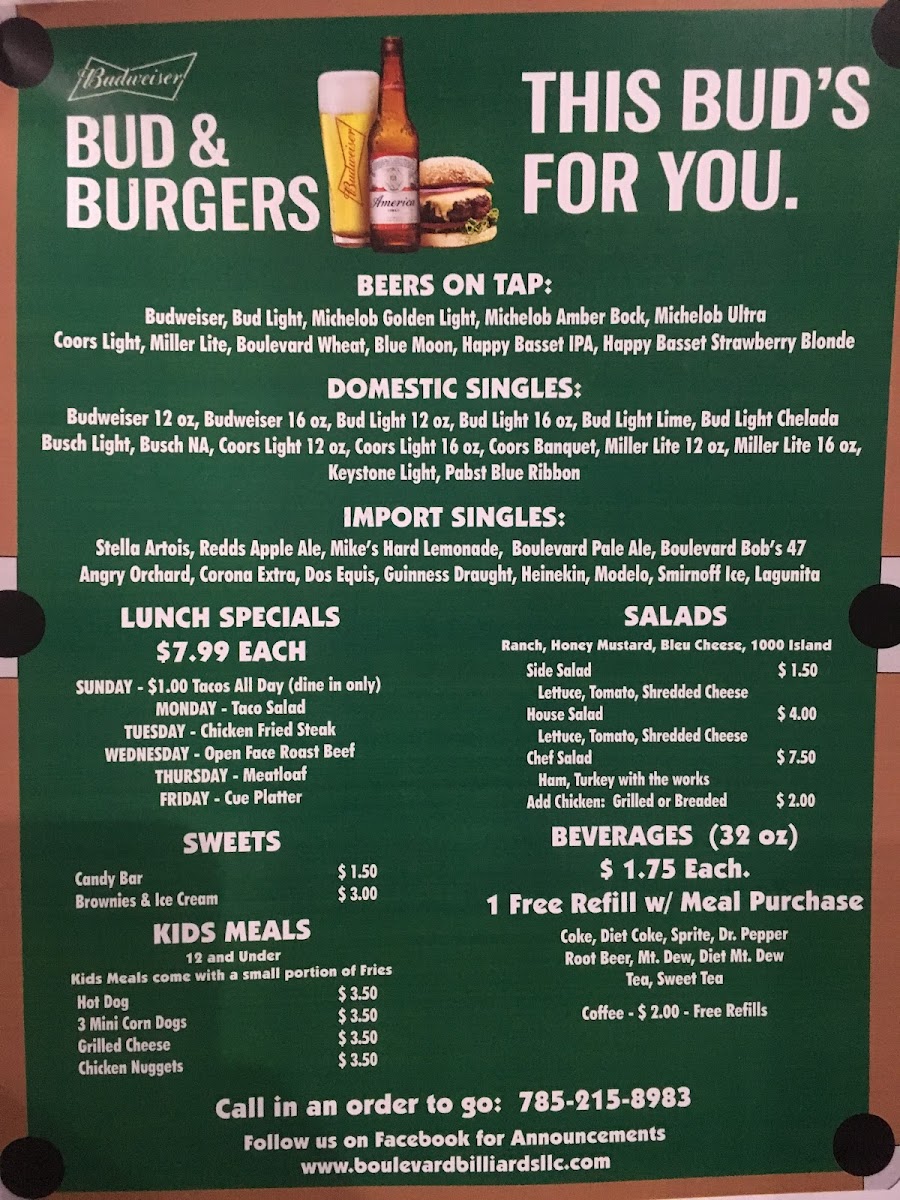 Budweiser
BUD &
BURGERS
Budweiser
America
THIS BUD'S
FOR YOU.
BEERS ON TAP:
Budweiser, Bud Light, Michelob Golden Light, Michelob Amber Bock, Michelob Ultra
Coors Light, Miller Lite, Boulevard Wheat, Blue Moon, Happy Basset IPA, Happy Basset Strawberry Blonde
DOMESTIC SINGLES:
Budweiser 12 oz, Budweiser 16 oz, Bud Light 12 oz, Bud Light 16 oz, Bud Light Lime, Bud Light Chelada
Busch Light, Busch NA, Coors Light 12 oz, Coors Light 16 oz, Coors Banquet, Miller Lite 12 oz, Miller Lite 16 oz,
Keystone Light, Pabst Blue Ribbon
IMPORT SINGLES:
Stella Artois, Redds Apple Ale, Mike's Hard Lemonade, Boulevard Pale Ale, Boulevard Bob's 47
Angry Orchard, Corona Extra, Dos Equis, Guinness Draught, Heinekin, Modelo, Smirnoff Ice, Lagunita
LUNCH SPECIALS
$7.99 EACH
SUNDAY - $1.00 Tacos All Day (dine in only)
MONDAY - Taco Salad
TUESDAY - Chicken Fried Steak
WEDNESDAY - Open Face Roast Beef
THURSDAY - Meatloaf
FRIDAY - Cue Platter
SWEETS
Candy Bar $ 1.50
Brownies & Ice Cream $ 3.00
KIDS MEALS
12 and Under
Kids Meals come with a small portion of Fries
Hot Dog $ 3.50
3 Mini Corn Dogs $ 3.50
Grilled Cheese $ 3.50
Chicken Nuggets $ 3.50
SALADS
Ranch, Honey Mustard, Bleu Cheese, 1000 Island
Side Salad $ 1.50
Lettuce, Tomato, Shredded Cheese
House Salad $ 4.00
Lettuce, Tomato, Shredded Cheese
Chef Salad $ 7.50
Ham, Turkey with the works
Add Chicken: Grilled or Breaded $ 2.00
BEVERAGES (32 oz)
$ 1.75 Each.
1 Free Refill w/ Meal Purchase
Coke, Diet Coke, Sprite, Dr. Pepper
Root Beer, Mt. Dew, Diet Mt. Dew
Tea, Sweet Tea
Coffee - $ 2.00 - Free Refills
Call in an order to go: 785-215-8983
Follow us on Facebook for Announcements
www.boulevardbilliardsllc.com